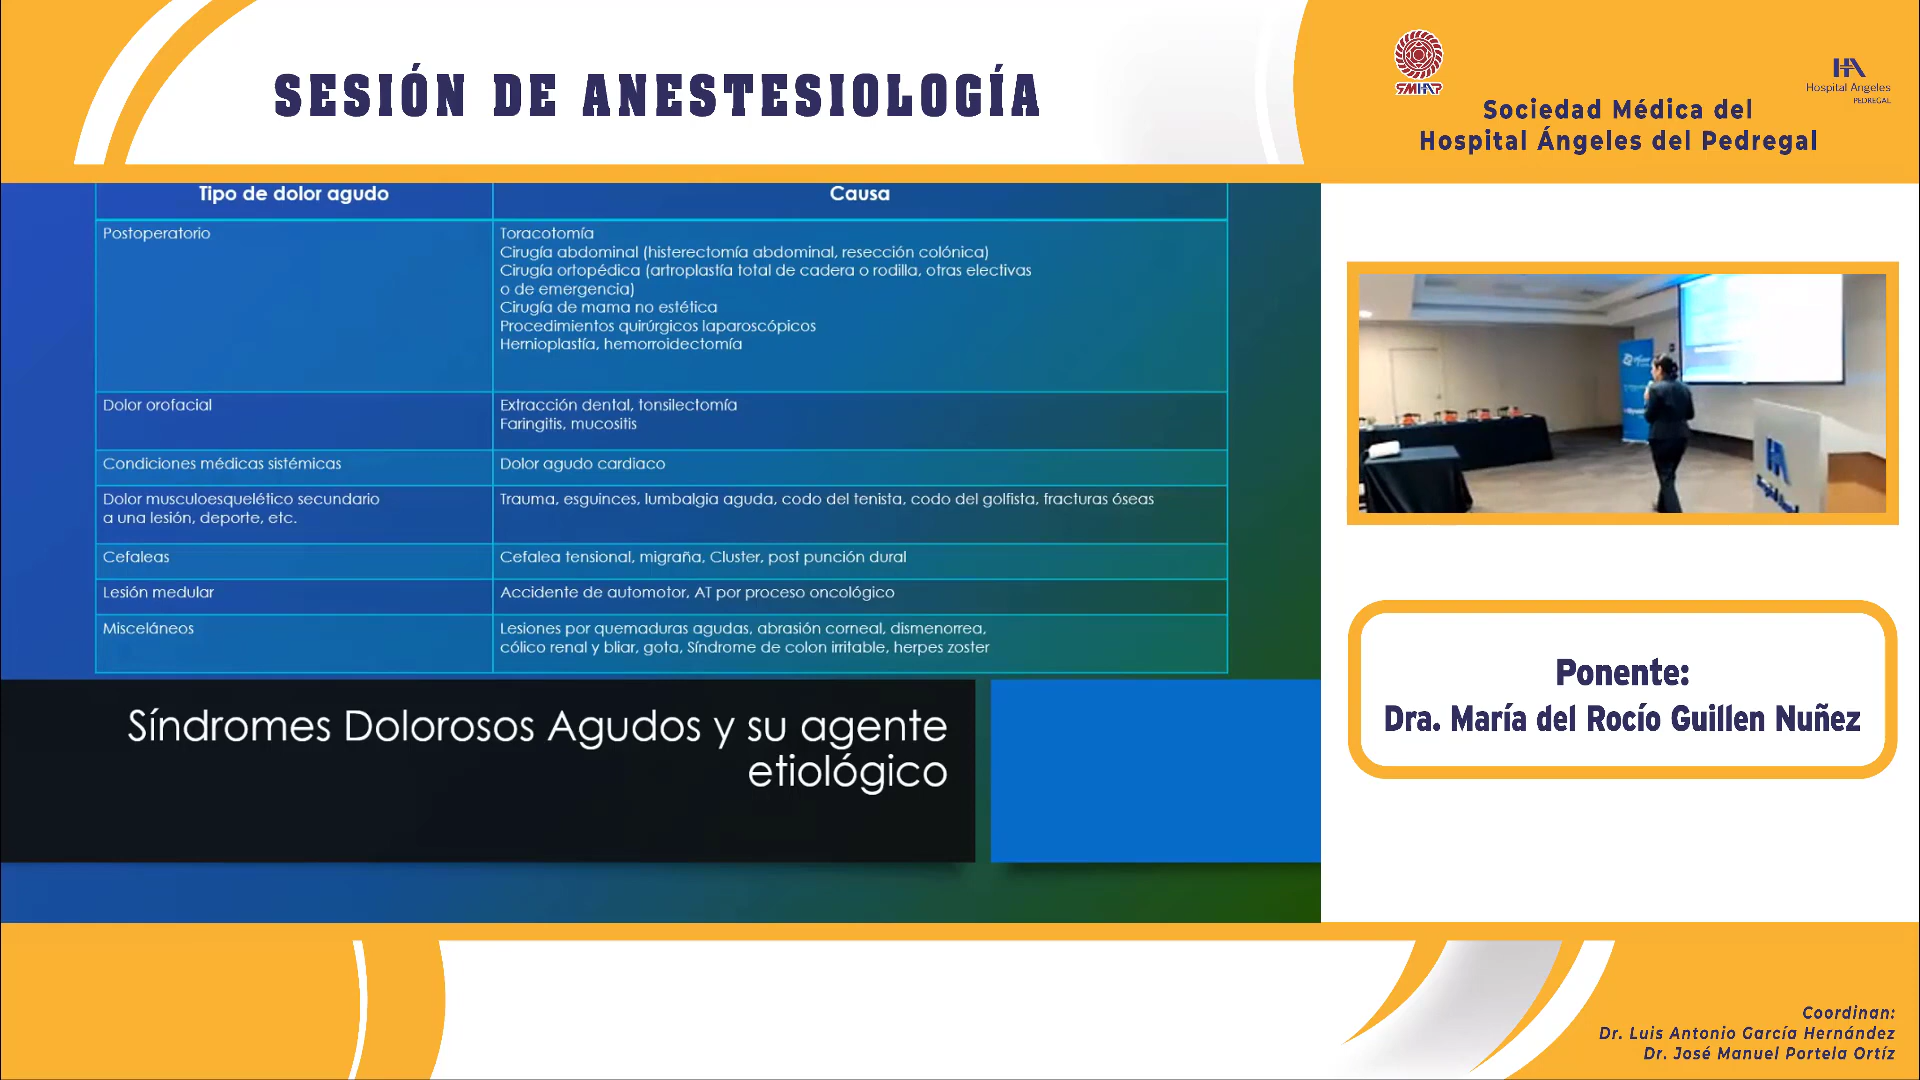 SESIÓN DE ANESTESIOLOGÍA
SMHAP
HA
Hospital Angeles
PEDREGAL
Sociedad Médica del
Hospital Ángeles del Pedregal
Tipo de dolor agudo
Causa
Postoperatorio
Toracotomía
Cirugía abdominal (histerectomía abdominal, resección colónica)
Cirugía ortopédica (artroplastía total de cadera o rodilla, otras electivas
o de emergencia)
Cirugía de mama no estética
Procedimientos quirúrgicos laparoscópicos
Hernioplastía, hemorroidectomía
Dolor orofacial
Extracción dental, tonsilectomía
Faringitis, mucositis
Condiciones médicas sistémicas
Dolor agudo cardiaco
Dolor musculoesquelético secundario
a una lesión, deporte, etc.
Trauma, esguinces, lumbalgia aguda, codo del tenista, codo del golfista, fracturas óseas
Cefaleas
Cefalea tensional, migraña, Cluster, post punción dural
Lesión medular
Accidente de automotor, AT por proceso oncológico
Misceláneos
Lesiones por quemaduras agudas, abrasión corneal, dismenorrea,
cólico renal y bliar, gota, Síndrome de colon irritable, herpes zoster
Síndromes Dolorosos Agudos y su agente
etiológico
HA
Ponente:
Dra. María del Rocío Guillen Nuñez
Coordinan:
Dr. Luis Antonio García Hernández
Dr. José Manuel Portela Ortíz